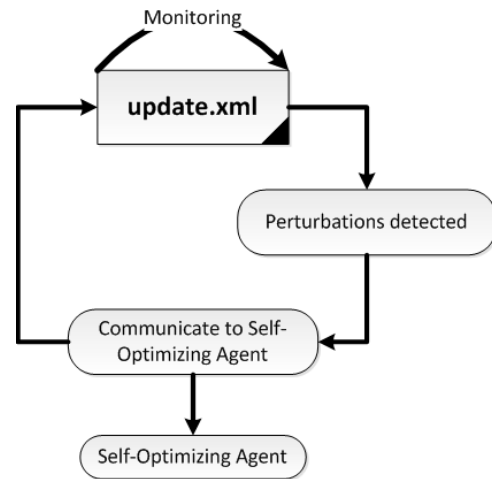 Monitoring
update.xml
Perturbations detected
Communicate to Self-
Optimizing Agent
Self-Optimizing Agent